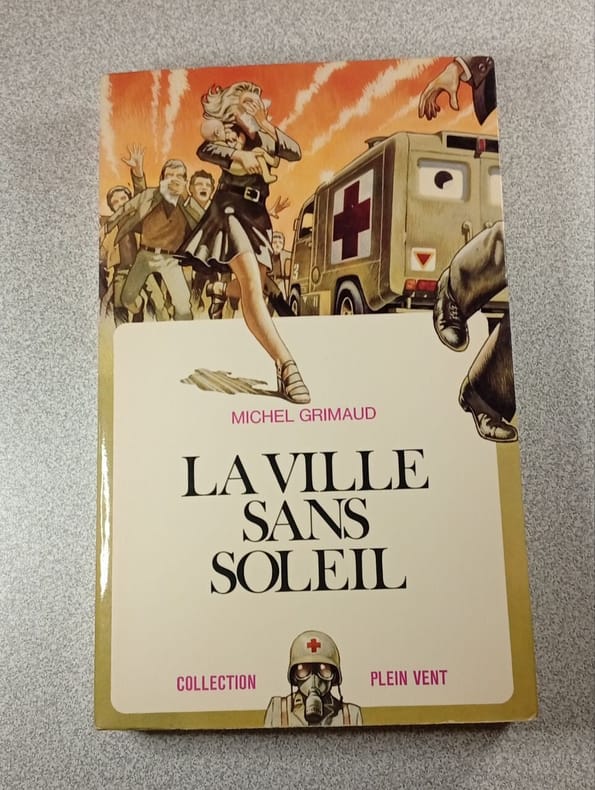 MICHEL GRIMAUD
LA VILLE
SANS
SOLEIL
COLLECTION PLEIN VENT